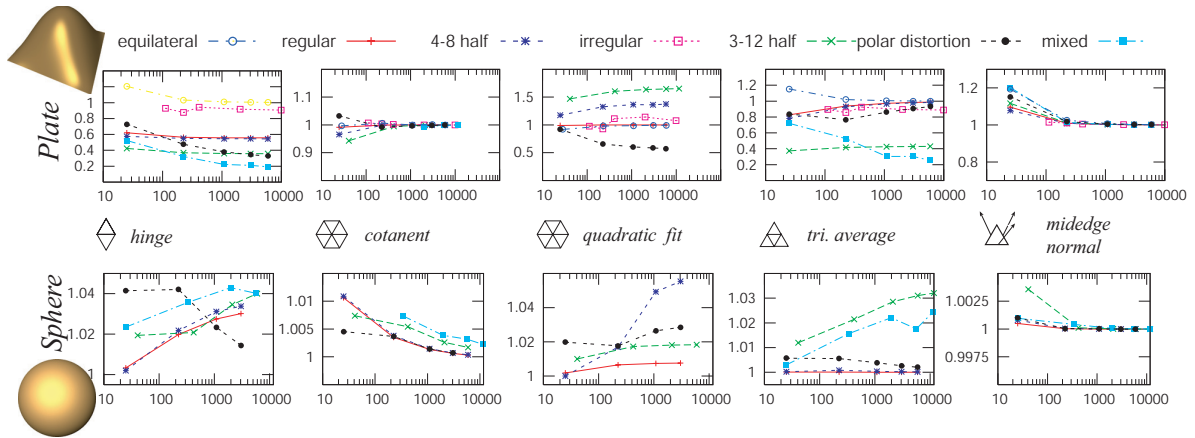 equilateral regular 4-8 half irregular 3-12 half polar distortion mixed
Plate
1.2
1
0.8
0.6
0.4
0.2
10 100 1000 10000
1.1
1
0.9
10 100 1000 10000
1.5
1
0.5
10 100 1000 10000
1.2
1
0.8
0.6
0.4
0.2
10 100 1000 10000
1.2
1
0.8
10 100 1000 10000
hinge
cotanent
quadratic fit
tri. average
midedge
normal
Sphere
1.04
1.02
1
10 100 1000 10000
1.01
1.005
1
10 100 1000 10000
1.04
1.02
1
10 100 1000 10000
1.03
1.02
1.01
1
10 100 1000 10000
1.0025
1
0.9975
10 100 1000 10000